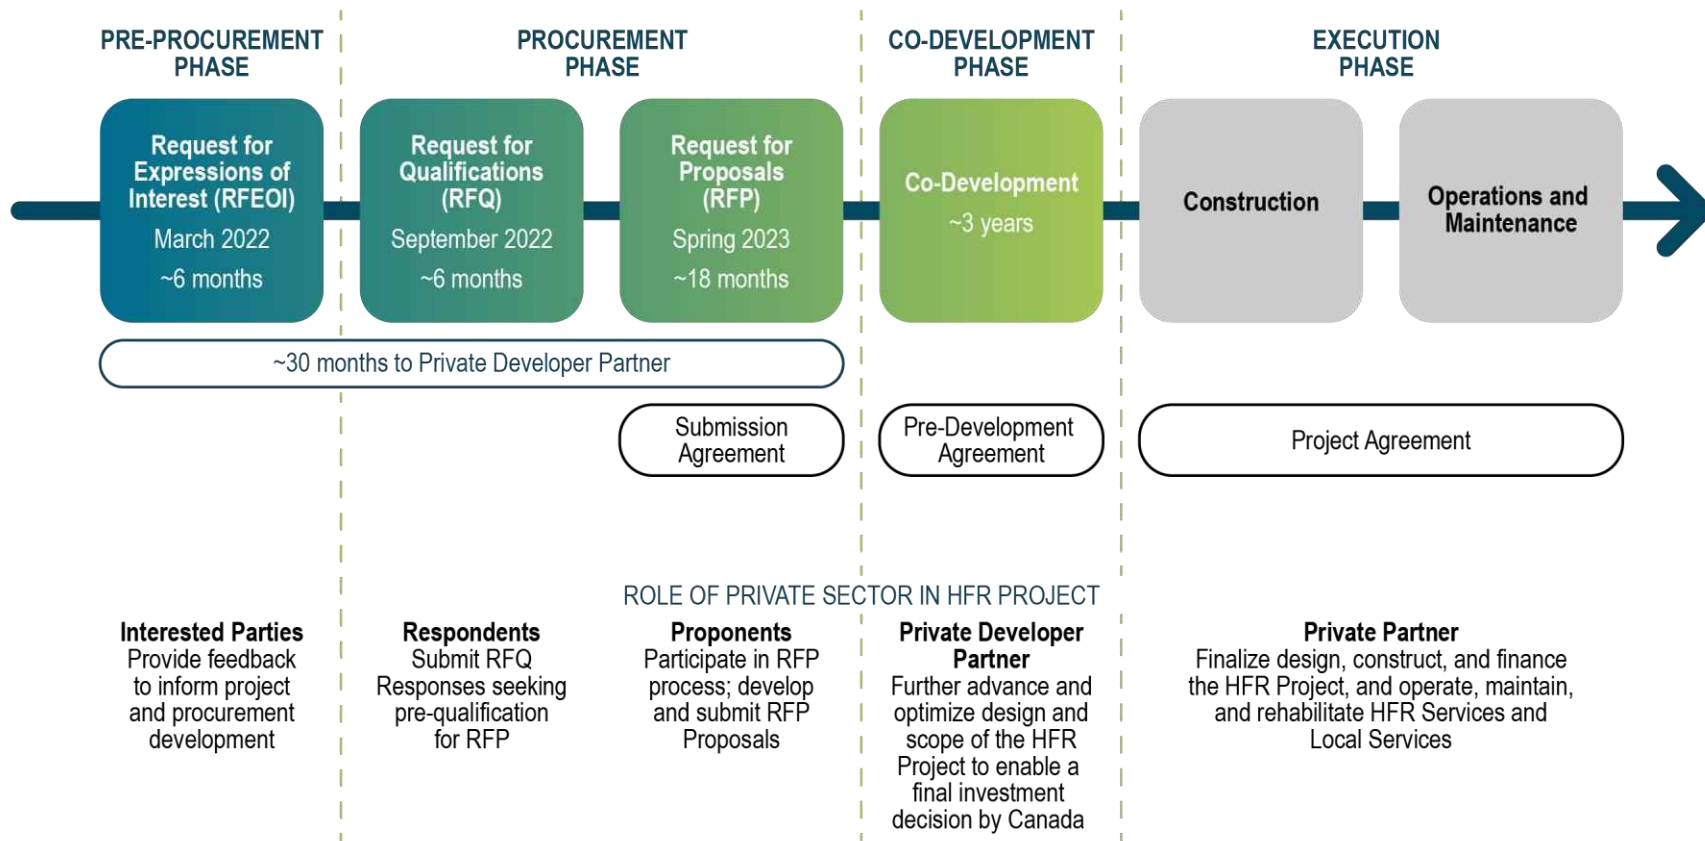 PRE-PROCUREMENT
PHASE
PROCUREMENT
PHASE
CO-DEVELOPMENT
PHASE
EXECUTION
PHASE
Request for
Expressions of
Interest (RFEOI)
March 2022
~6 months
Request for
Qualifications
(RFQ)
September 2022
~6 months
Request for
Proposals
(RFP)
Spring 2023
~18 months
Co-Development
~3 years
Construction
Operations and
Maintenance
~30 months to Private Developer Partner
Submission
Agreement
Pre-Development
Agreement
Project Agreement
ROLE OF PRIVATE SECTOR IN HFR PROJECT
Interested Parties
Provide feedback
to inform project
and procurement
development
Respondents
Submit RFQ
Responses seeking
pre-qualification
for RFP
Proponents
Participate in RFP
process; develop
and submit RFP
Proposals
Private Developer
Partner
Further advance and
optimize design and
scope of the HFR
Project to enable a
final investment
decision by Canada
Private Partner
Finalize design, construct, and finance
the HFR Project, and operate, maintain,
and rehabilitate HFR Services and
Local Services